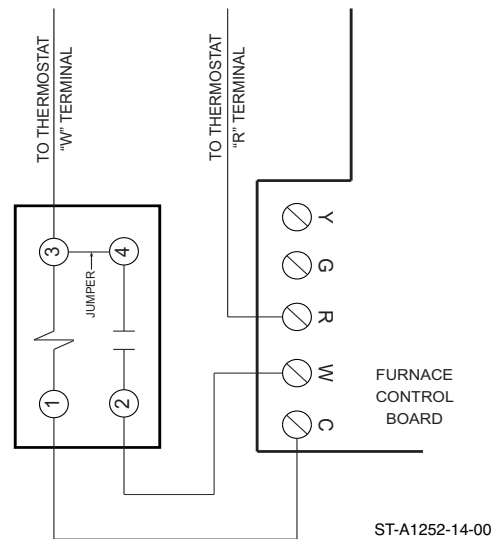 TO THERMOSTAT
"W" TERMINAL
TO THERMOSTAT
"R" TERMINAL
3
4
JUMPER
1
2
Y
G
R
W
C
FURNACE
CONTROL
BOARD
ST-A1252-14-00